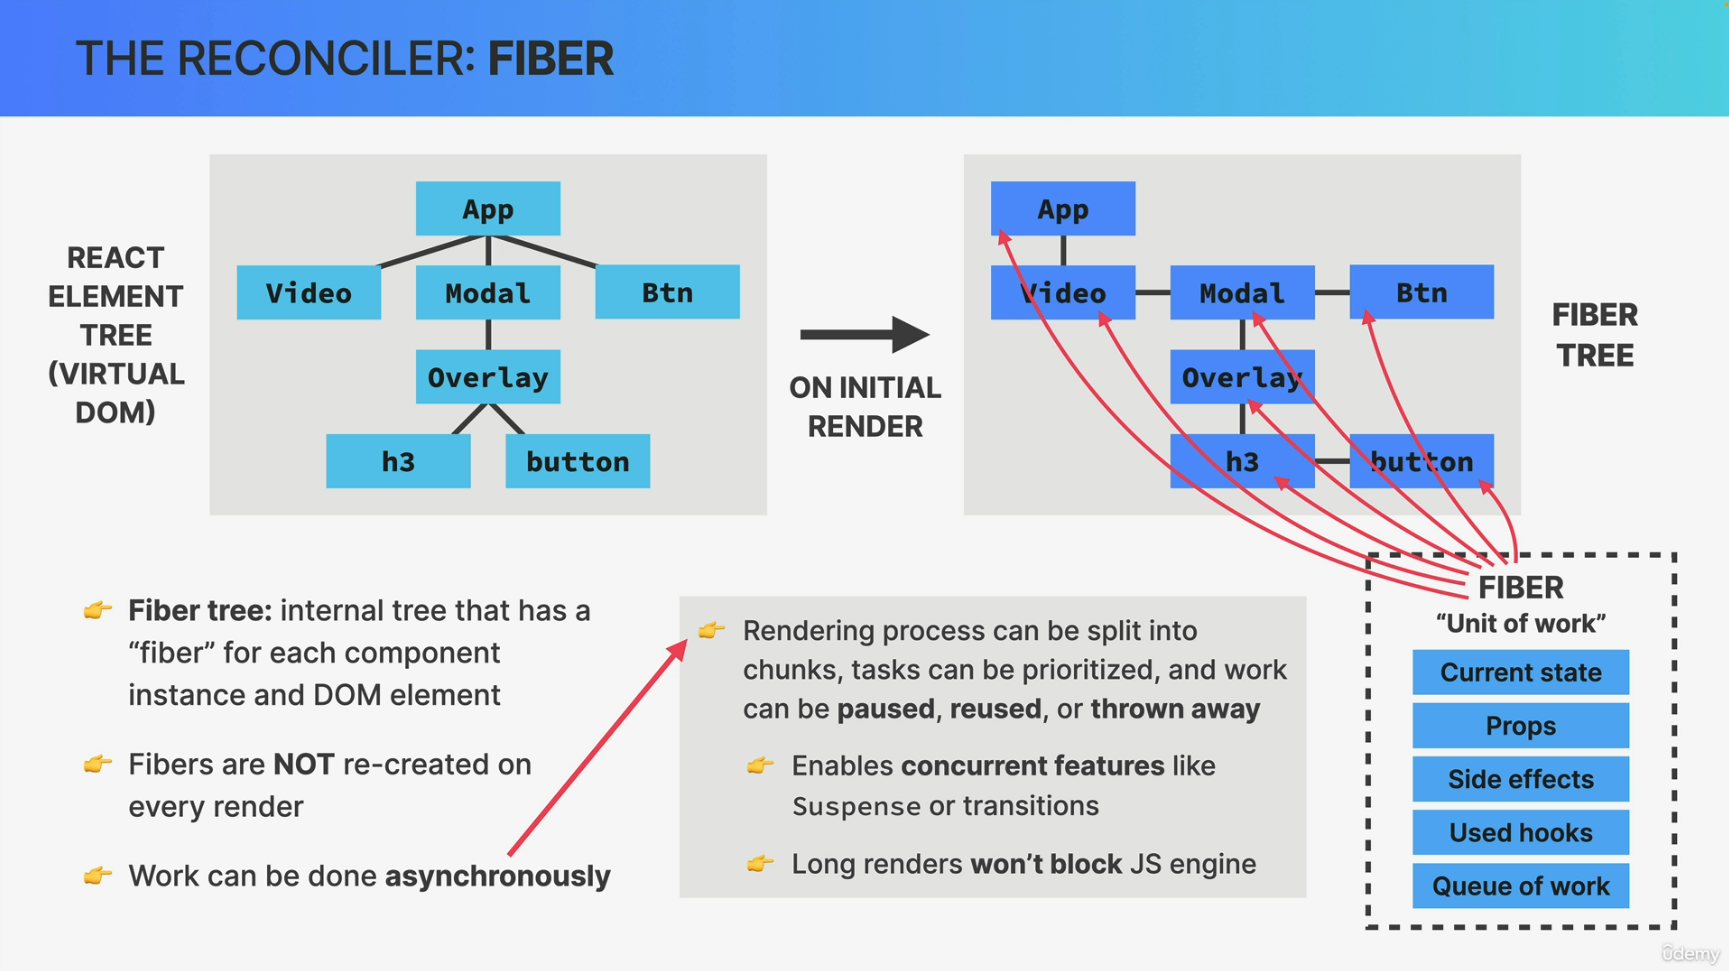 THE RECONCILER: FIBER
REACT
ELEMENT
TREE
(VIRTUAL
DOM)
App
Video
Modal
Btn
Overlay
h3
button
ON INITIAL
RENDER
App
Video
Modal
Btn
Overlay
h3
button
FIBER
TREE
👉 Fiber tree: internal tree that has a
“fiber” for each component
instance and DOM element
👉 Fibers are NOT re-created on
every render
👉 Work can be done asynchronously
👉 Rendering process can be split into
chunks, tasks can be prioritized, and work
can be paused, reused, or thrown away
👉 Enables concurrent features like
Suspense or transitions
👉 Long renders won’t block JS engine
FIBER
“Unit of work”
Current state
Props
Side effects
Used hooks
Queue of work
ûdemy